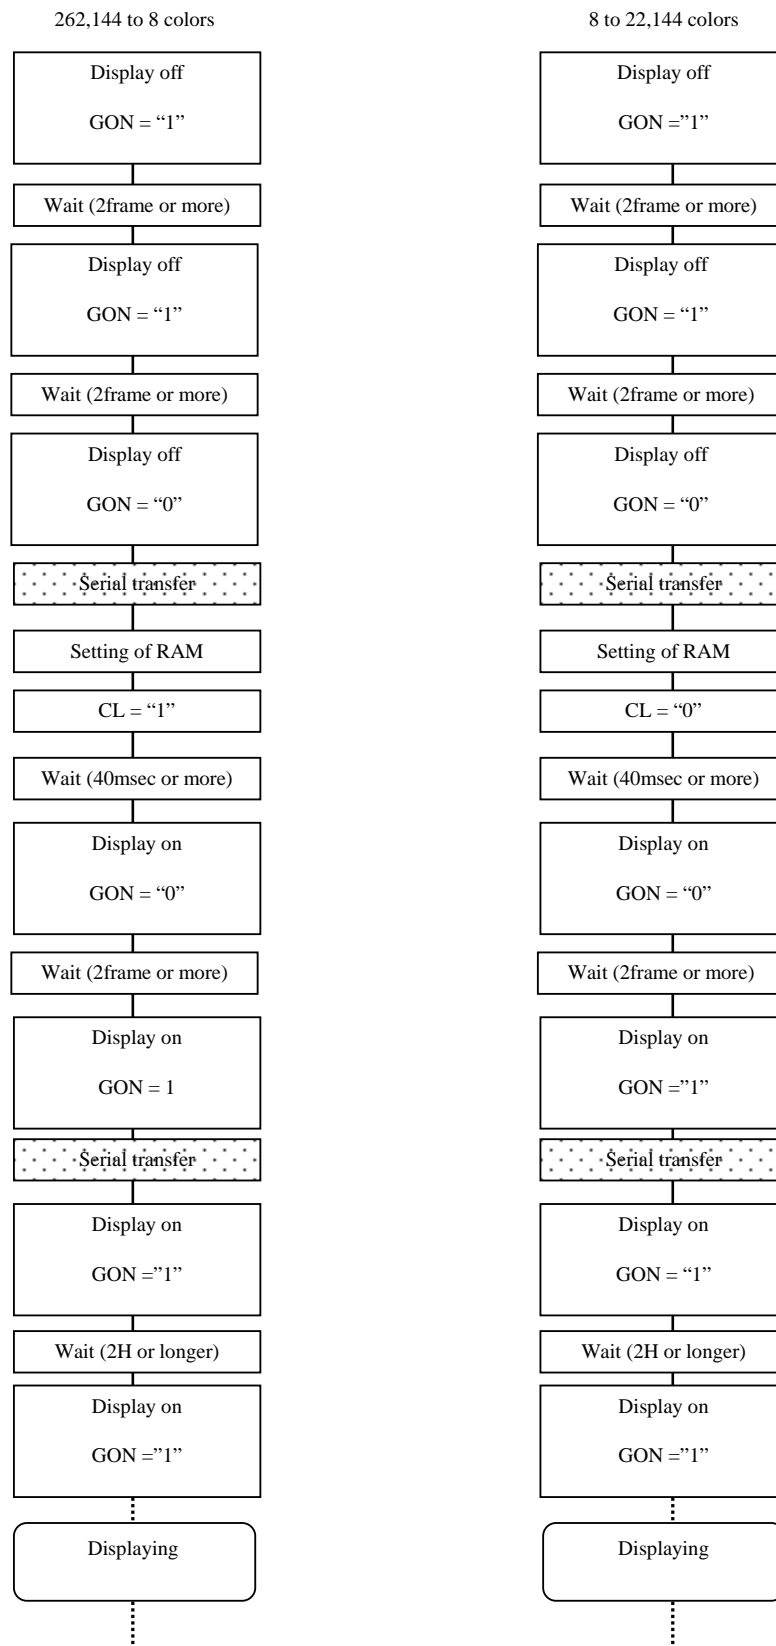 262,144 to 8 colors
Display off
GON = “1”
Wait (2frame or more)
Display off
GON = “1”
Wait (2frame or more)
Display off
GON = “0”
Serial transfer
Setting of RAM
CL = “1”
Wait (40msec or more)
Display on
GON = “0”
Wait (2frame or more)
Display on
GON = 1
Serial transfer
Display on
GON =”1”
Wait (2H or longer)
Display on
GON =”1”
Displaying
8 to 22,144 colors
Display off
GON =”1”
Wait (2frame or more)
Display off
GON = “1”
Wait (2frame or more)
Display off
GON = “0”
Serial transfer
Setting of RAM
CL = “0”
Wait (40msec or more)
Display on
GON = “0”
Wait (2frame or more)
Display on
GON =”1”
Serial transfer
Display on
GON = “1”
Wait (2H or longer)
Display on
GON =”1”
Displaying